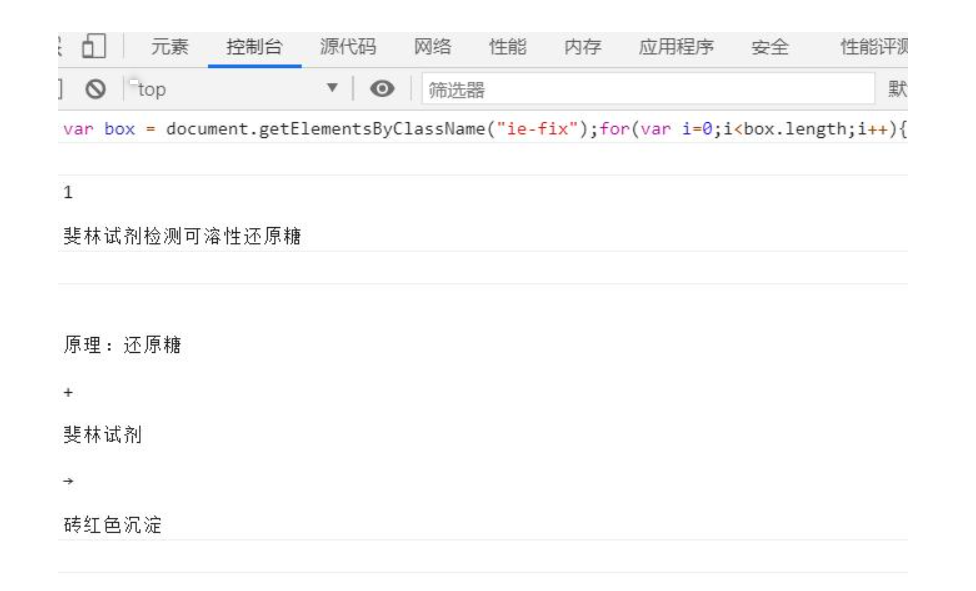 元素 控制台 源代码 网络 性能 内存 应用程序 安全 性能评测
top 筛选器 默
var box = document.getElementsByClassName("ie-fix");for(var i=0;i<box.length;i++){
1
斐林试剂检测可溶性还原糖
原理：还原糖
+
斐林试剂
→
砖红色沉淀